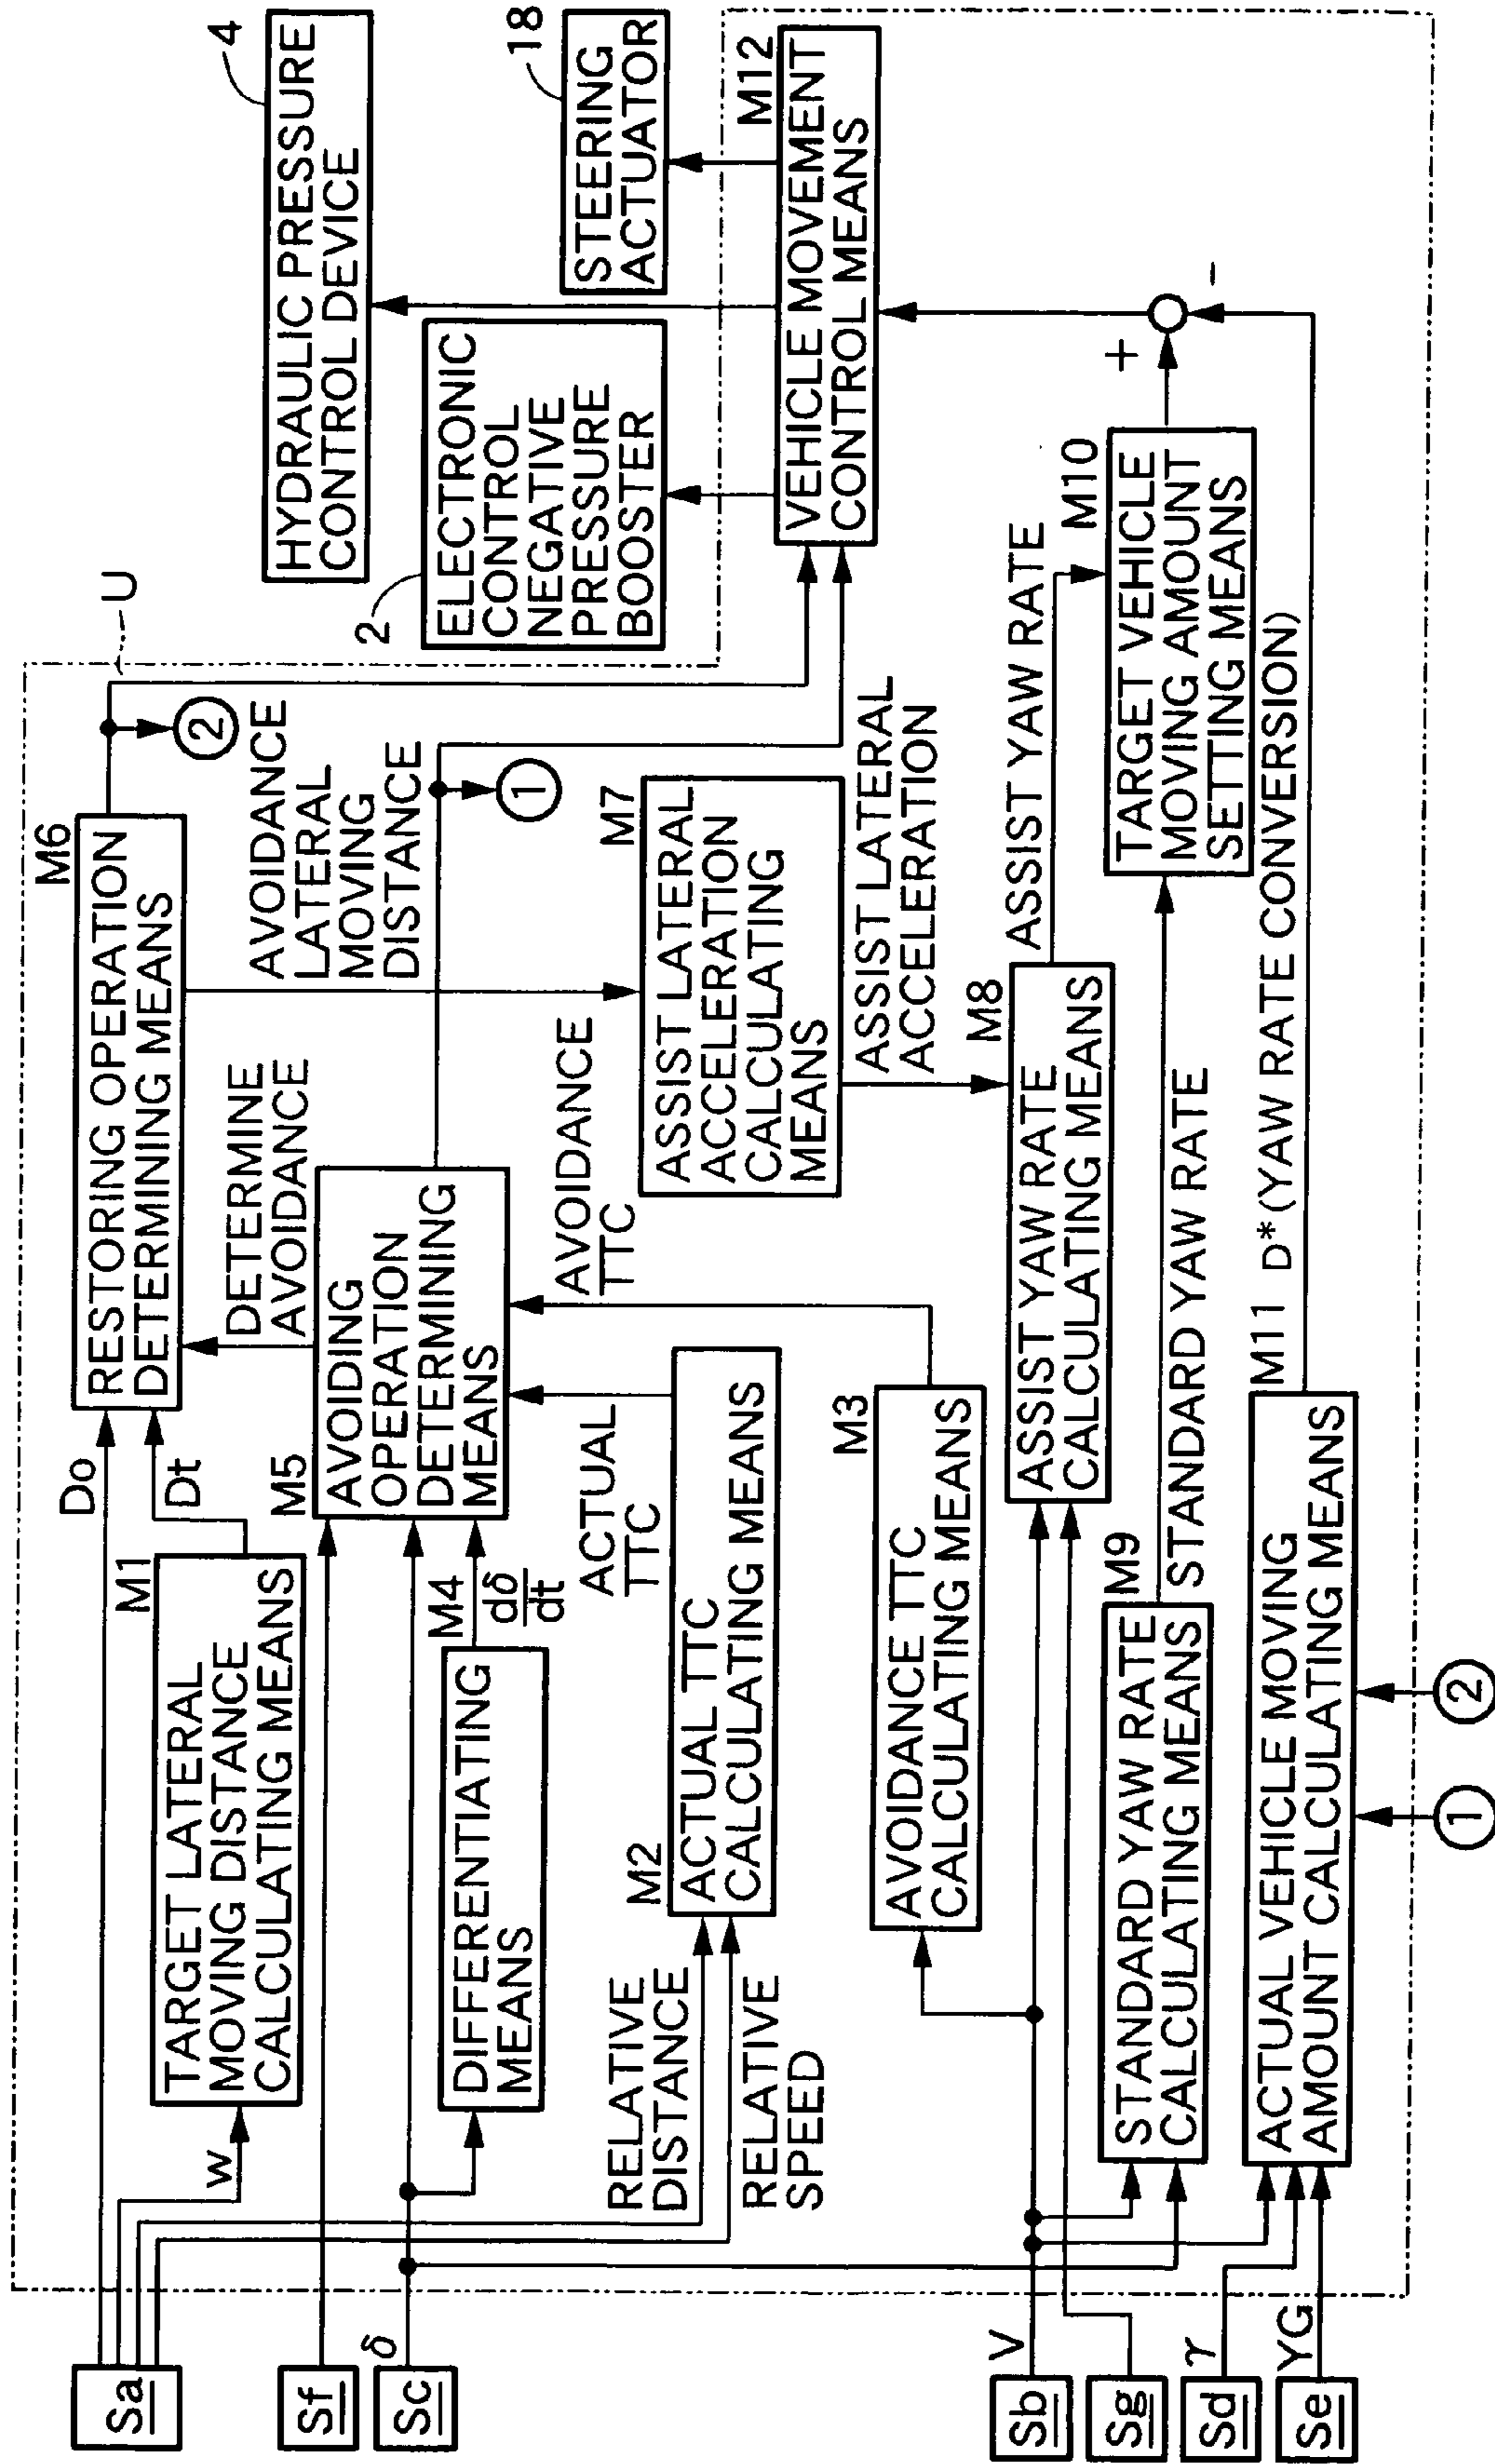 Sa
Sf
Sc
δ
Sb
V
Sg
Sd
γ
Se
YG
w
Do
Dt
M1
TARGET LATERAL
MOVING DISTANCE
CALCULATING MEANS
DIFFERENTIATING
MEANS
M4
dδ
dt
RELATIVE
DISTANCE
RELATIVE
SPEED
M2
ACTUAL TTC
CALCULATING MEANS
ACTUAL
TTC
AVOIDANCE TTC
CALCULATING MEANS
M3
AVOIDANCE
TTC
M5
AVOIDING
OPERATION
DETERMINING
MEANS
DETERMINE
AVOIDANCE
M6
RESTORING OPERATION
DETERMINING MEANS
U
2
AVOIDANCE
LATERAL
MOVING
DISTANCE
1
M7
ASSIST LATERAL
ACCELERATION
CALCULATING
MEANS
ASSIST LATERAL
ACCELERATION
M8
ASSIST YAW RATE
CALCULATING MEANS
ASSIST YAW RATE
M9
STANDARD YAW RATE
CALCULATING MEANS
STANDARD YAW RATE
M10
TARGET VEHICLE
MOVING AMOUNT
SETTING MEANS
+
-
ACTUAL VEHICLE MOVING
AMOUNT CALCULATING MEANS
M11
D*(YAW RATE CONVERSION)
1
2
M12
VEHICLE MOVEMENT
CONTROL MEANS
2
ELECTRONIC
CONTROL
NEGATIVE
PRESSURE
BOOSTER
4
HYDRAULIC PRESSURE
CONTROL DEVICE
18
STEERING
ACTUATOR